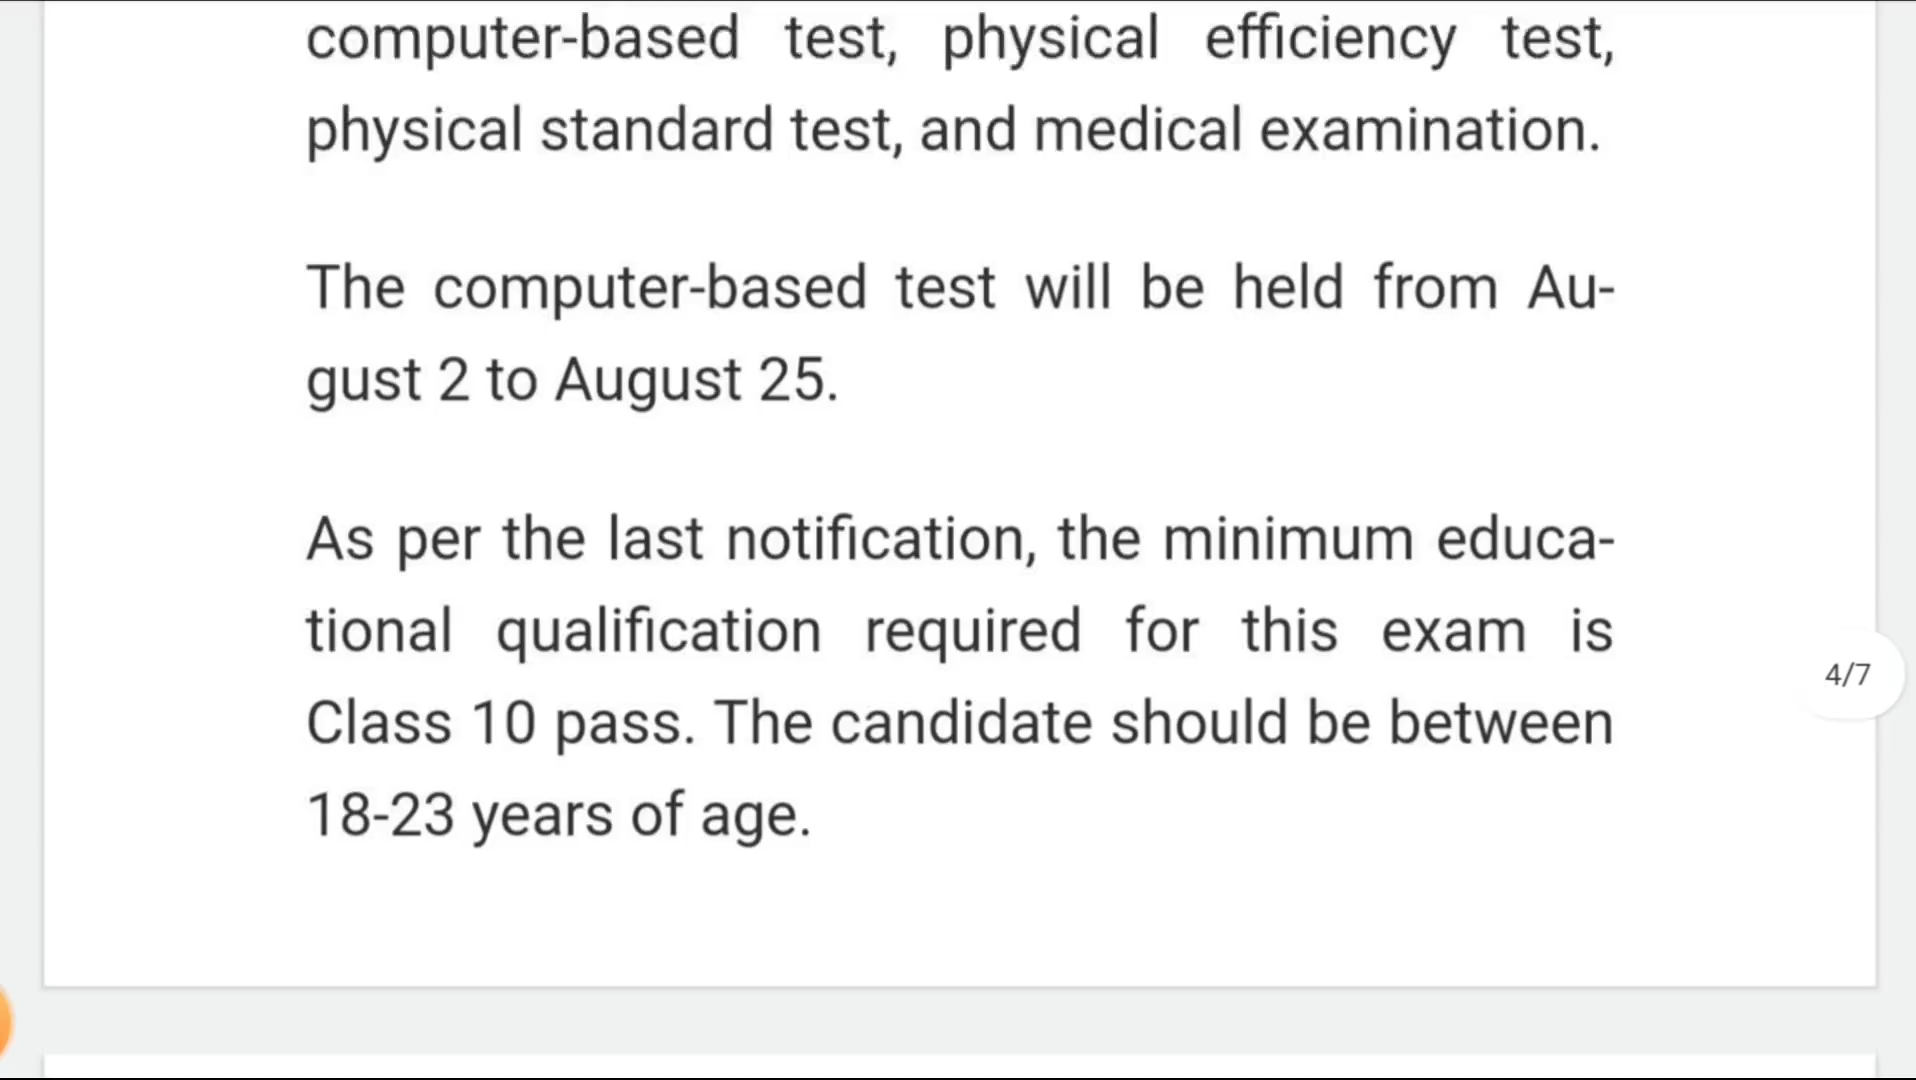 computer-based test, physical efficiency test,
physical standard test, and medical examination.
The computer-based test will be held from Au-
gust 2 to August 25.
As per the last notification, the minimum educa-
tional qualification required for this exam is
Class 10 pass. The candidate should be between
18-23 years of age.
4/7